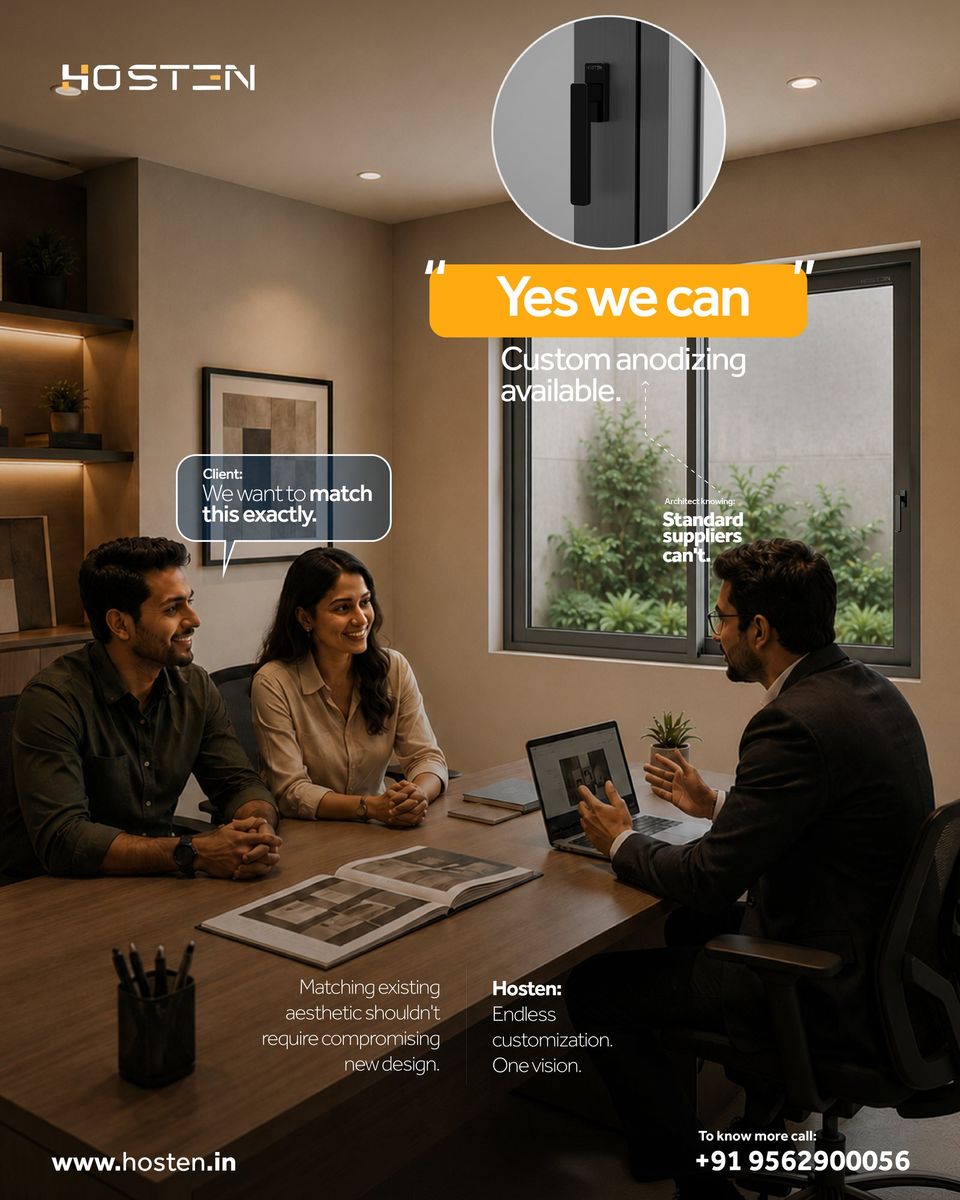 HOSTEN
HOSTEN
"Yes we can"
Custom anodizing
available.
Client:
We want to match
this exactly.
Architect knowing:
Standard
suppliers
can't.
Matching existing
aesthetic shouldn't
require compromising
new design.
Hosten:
Endless
customization.
One vision.
To know more call:
www.hosten.in
+91 9562900056